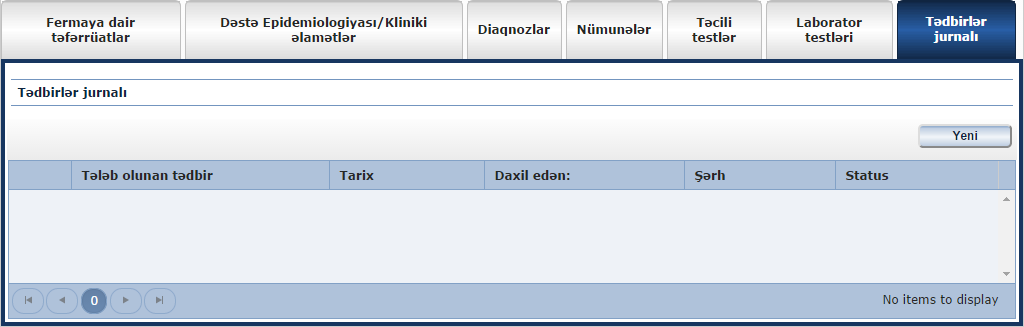 Fermaya dair
təfərrüatlar
Dəstə Epidemiologiyası/Kliniki
əlamətlər
Diaqnozlar
Nümunələr
Təcili
testlər
Laborator
testləri
Tədbirlər
jurnalı
Tədbirlər jurnalı
Yeni
Tələb olunan tədbir Tarix Daxil edən: Şərh Status
0 No items to display